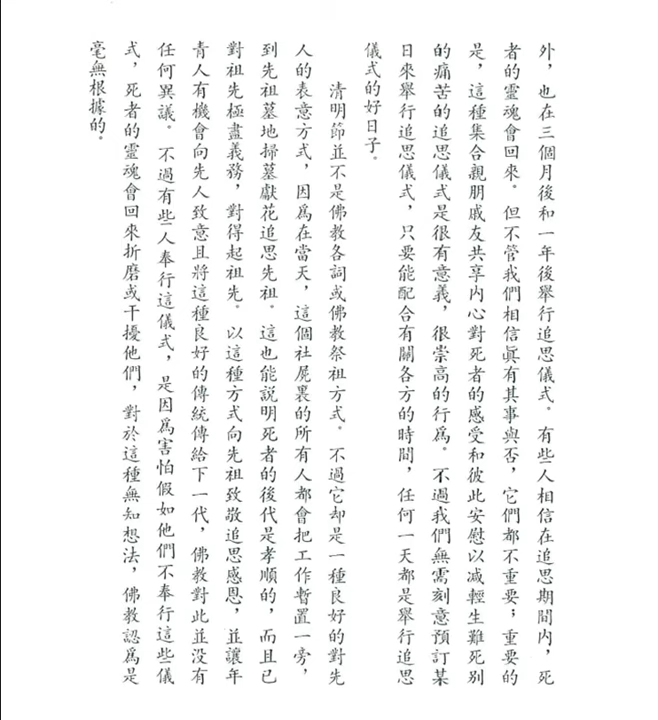 外，也在三個月後和一年後舉行追思儀式。有些人相信在追思期間內，死
者的靈魂會回來。但不管我們相信眞有其事與否，它們都不重要；重要的
是，這種集合親朋戚友共享内心對死者的感受和彼此安慰以减輕生難死別
的痛苦的追思儀式是很有意義，很崇高的行爲。不過我們無需刻意預訂某
日來舉行追思儀式，只要能配合有關各方的時間，任何一天都是舉行追思
儀式的好日子。
清明節並不是佛教各詞或佛教祭祖方式。不過它却是一種良好的對先
人的表意方式，因爲在當天，這個社屍裏的所有人都會把工作暫置一旁，
到先祖墓地掃墓獻花追思先祖。這也能説明死者的後代是孝順的，而且已
對祖先極盡義務，對得起祖先。以這種方式向先祖致敬追思感恩，並讓年
青人有機會向先人致意且將這種良好的傳統傳給下一代，佛教對此並没有
任何異議。不過有些人奉行這儀式，是因爲害怕假如他們不奉行這些儀
式，死者的靈魂會回來折磨或干擾他們，對於這種無知想法，佛教認爲是
毫無根據的。